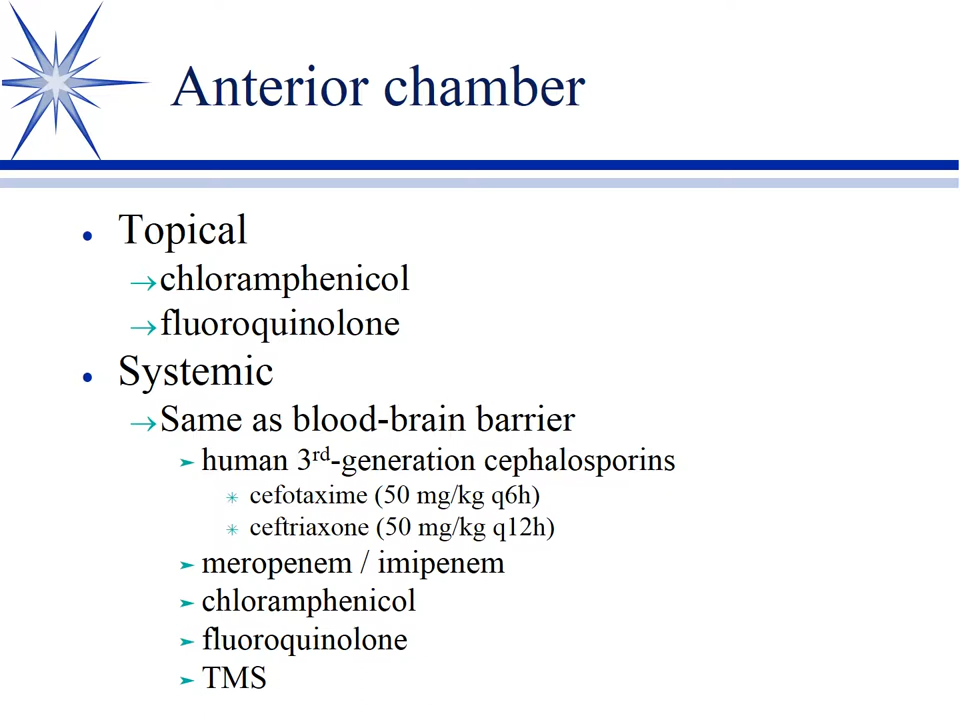 Anterior chamber
• Topical
→chloramphenicol
→fluoroquinolone
• Systemic
→Same as blood-brain barrier
➤ human 3rd-generation cephalosporins
✳ cefotaxime (50 mg/kg q6h)
✳ ceftriaxone (50 mg/kg q12h)
➤ meropenem / imipenem
➤ chloramphenicol
➤ fluoroquinolone
➤ TMS